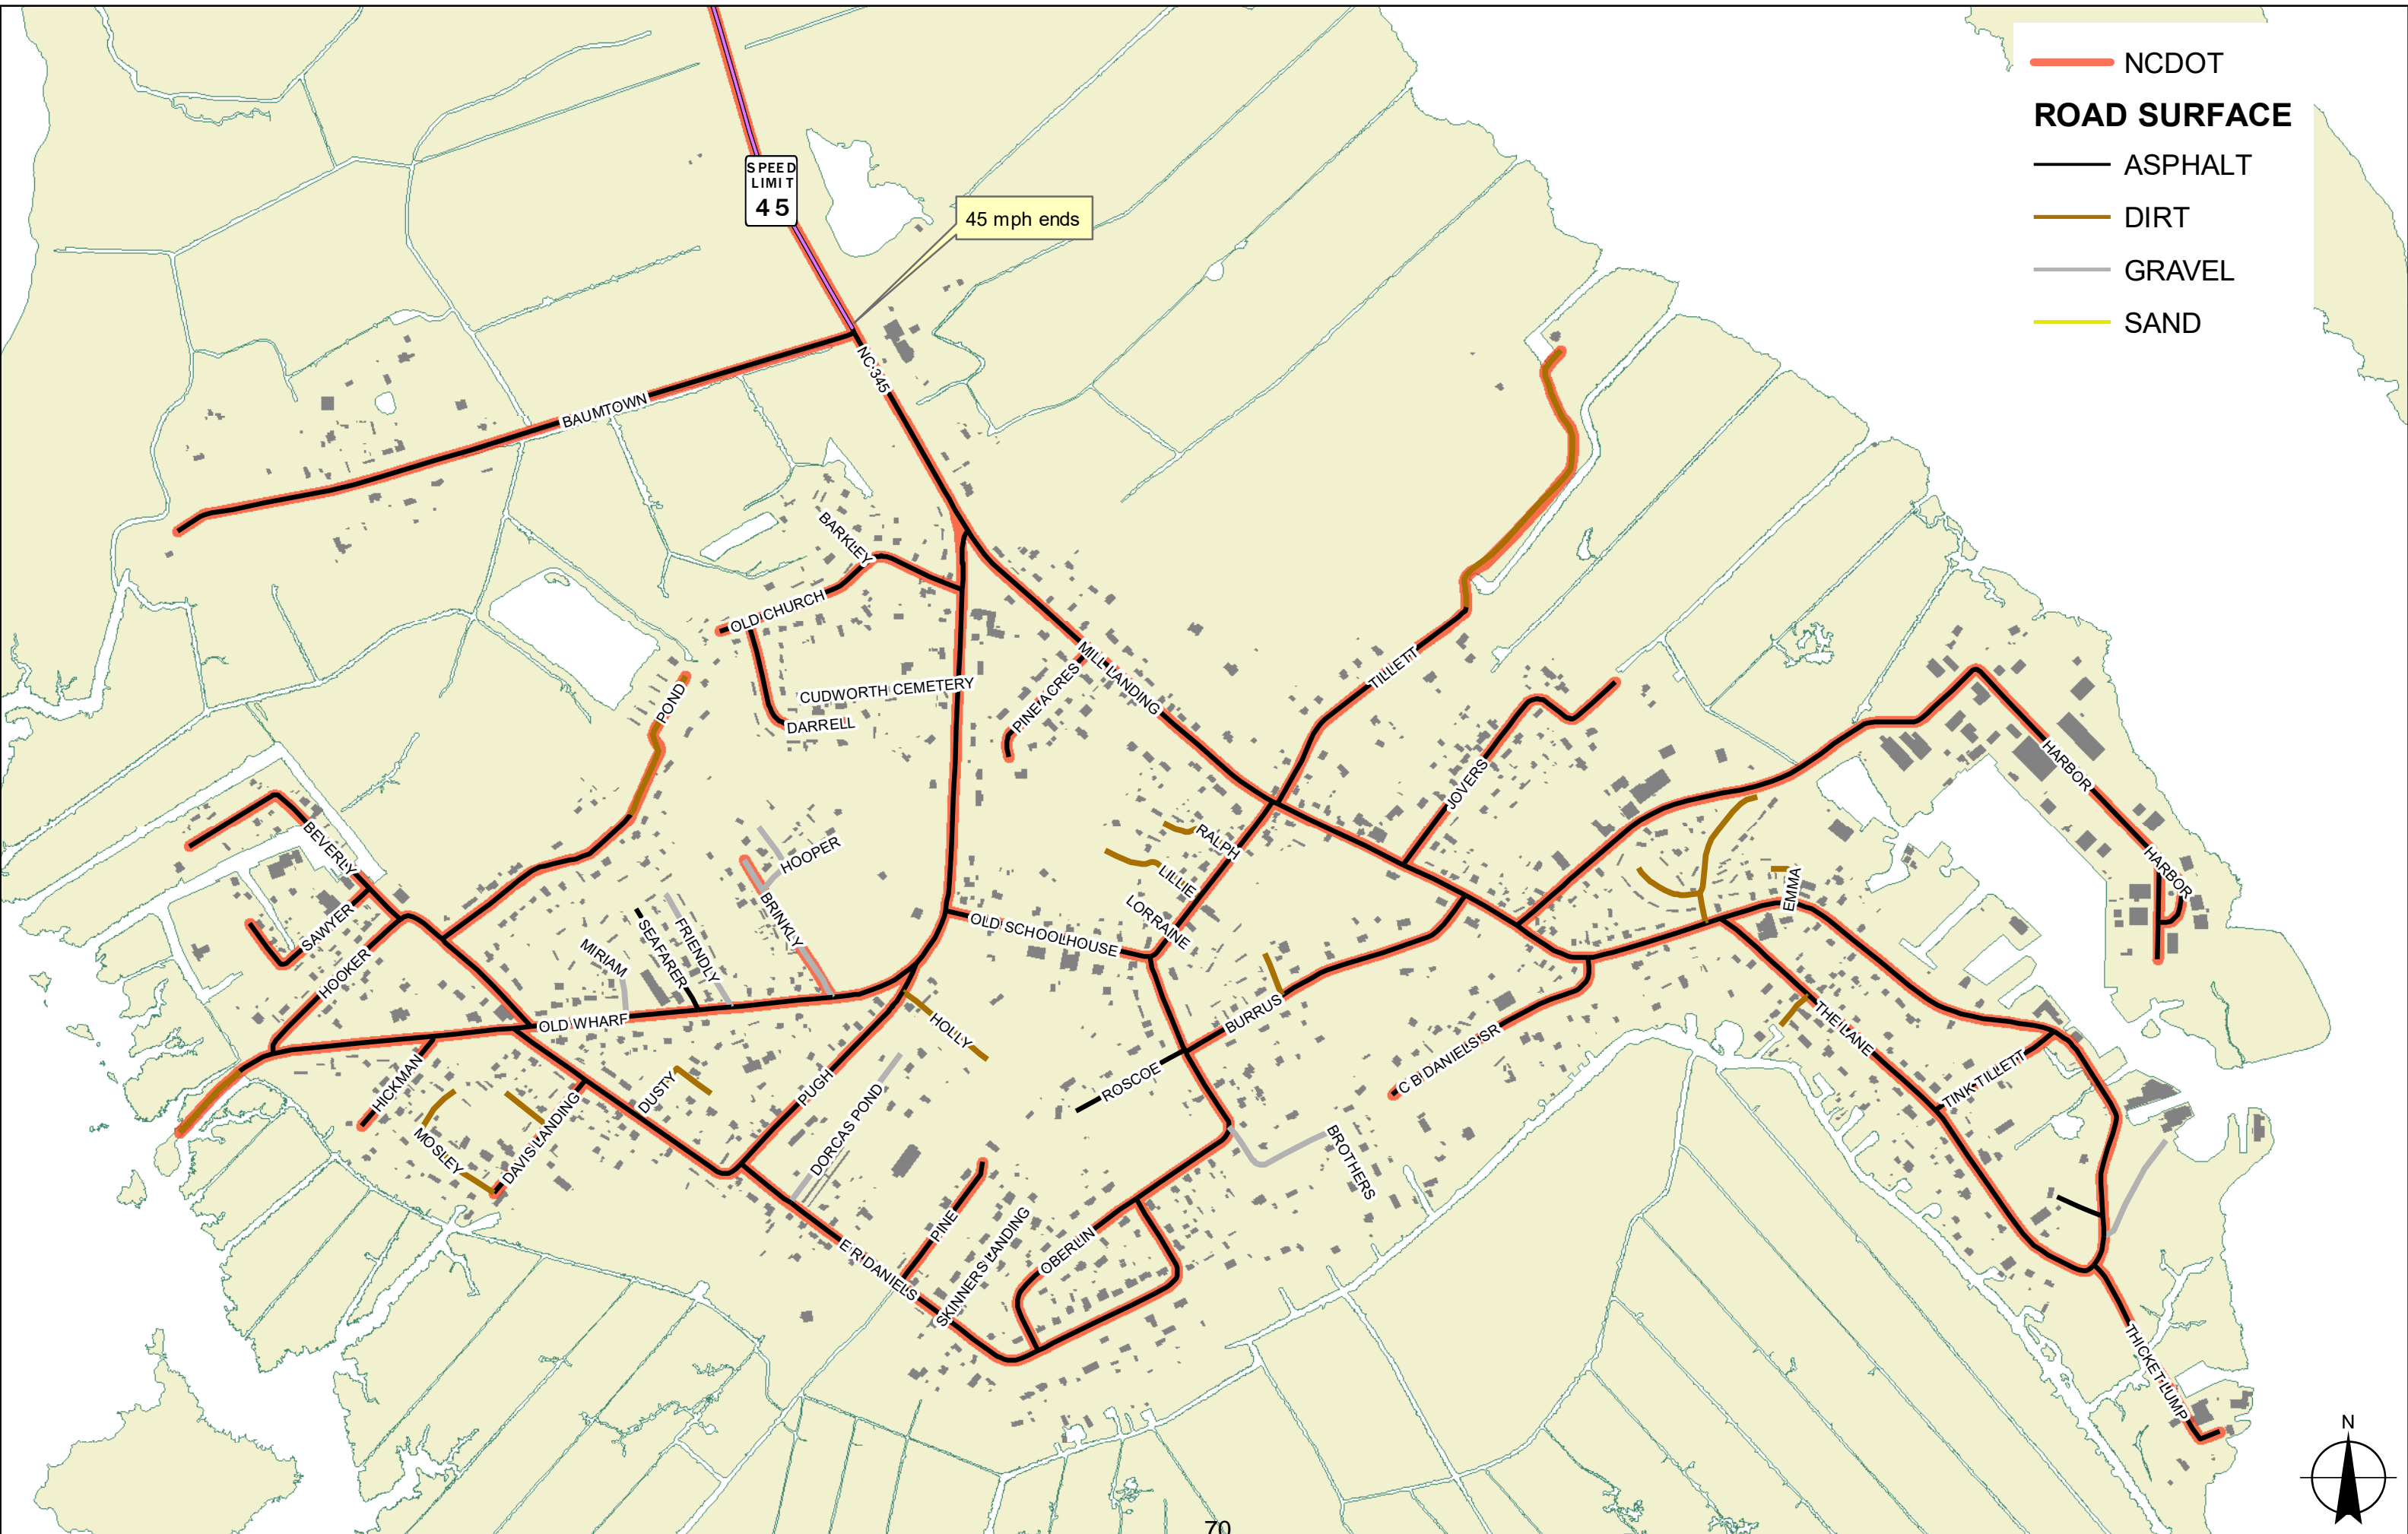 NCDOT
ROAD SURFACE
ASPHALT
DIRT
GRAVEL
SAND
SPEED
LIMIT
45
45 mph ends
NC 345
BAUMTOWN
BARKLEY
OLD CHURCH
MILL LANDING
TILLETT
CUDWORTH CEMETERY
PINE ACRES
POND
DARRELL
HARBOR
JOVERS
BEVERLY
HOOPER
RALPH
HARBOR
LILLIE
EMMA
BRINKLY
SAWYER
FRIENDLY
SEAFARER
MIRIAM
LORRAINE
OLD SCHOOLHOUSE
HOOKER
OLD WHARF
BURRUS
HOLLY
THE LANE
C B DANIELS SR
HICKMAN
DUSTY
PUGH
ROSCOE
TINK TILLETT
DORCAS POND
MOSLEY
DAVIS LANDING
BROTHERS
PINE
SKINNERS LANDING
OBERLIN
E R DANIELS
THICKET LUMP
N
70